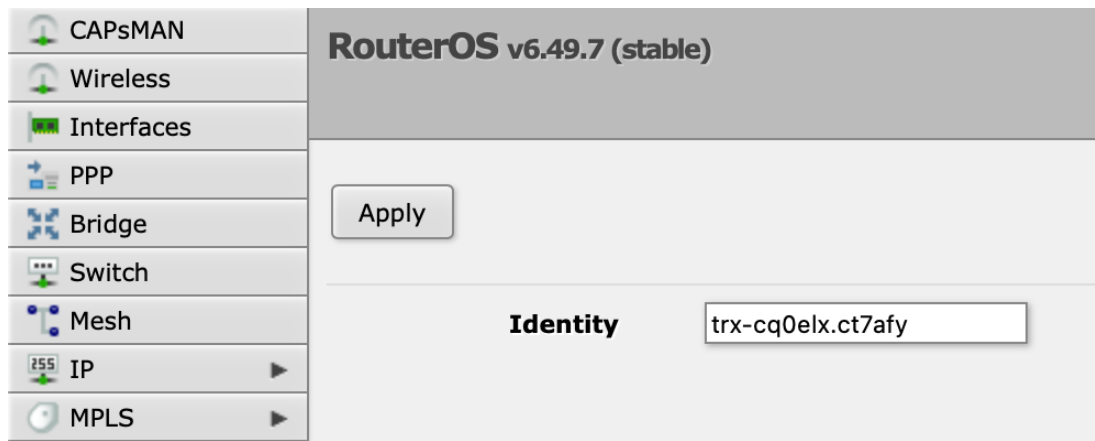 CAPsMAN
Wireless
Interfaces
PPP
Bridge
Switch
Mesh
255
IP
MPLS
RouterOS v6.49.7 (stable)
Apply
Identity
trx-cq0elx.ct7afy